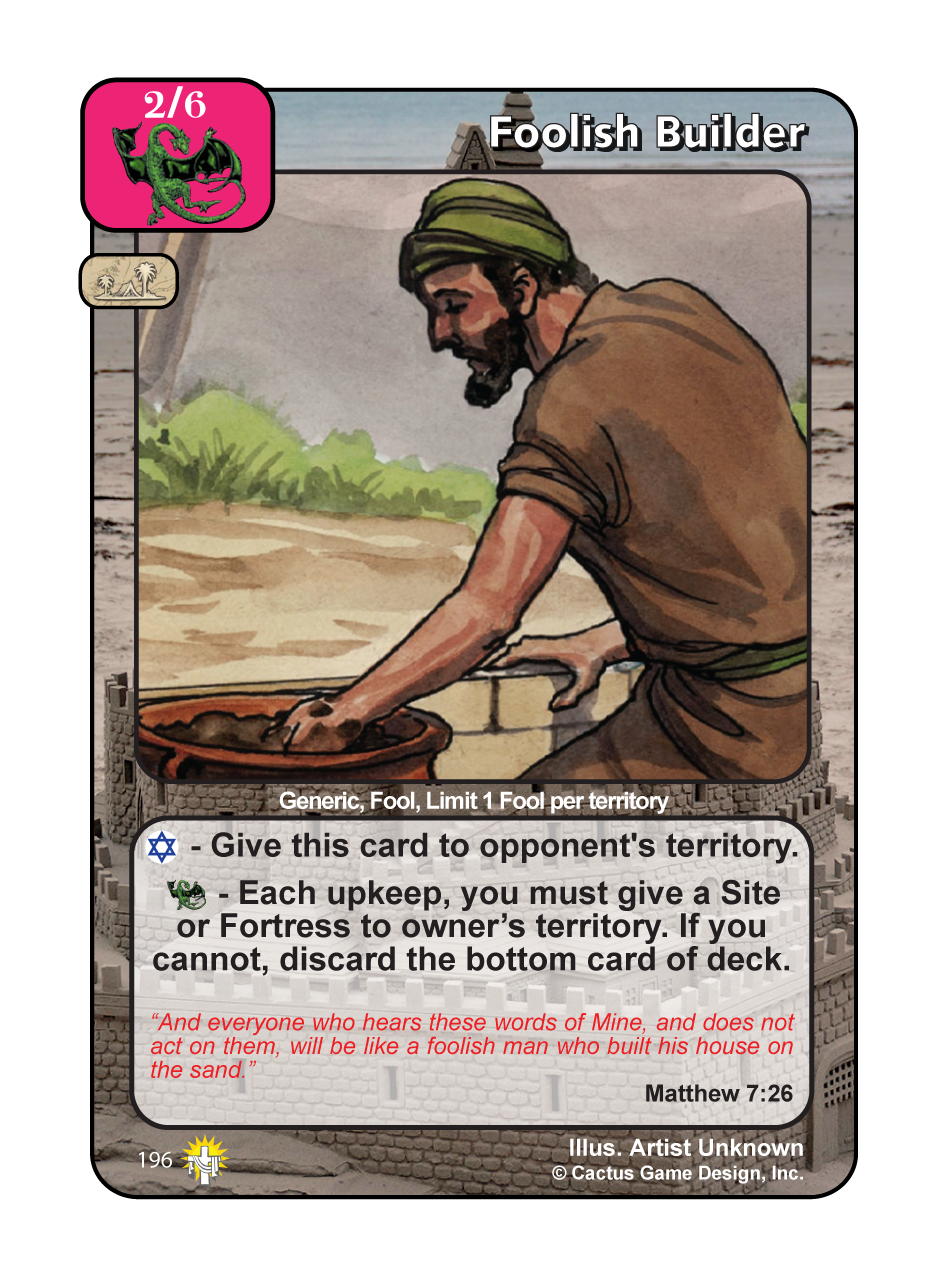 2/6
Foolish Builder
Generic, Fool, Limit 1 Fool per territory
- Give this card to opponent's territory.
- Each upkeep, you must give a Site
or Fortress to owner’s territory. If you
cannot, discard the bottom card of deck.
“And everyone who hears these words of Mine, and does not
act on them, will be like a foolish man who built his house on
the sand.”
Matthew 7:26
196
Illus. Artist Unknown
© Cactus Game Design, Inc.